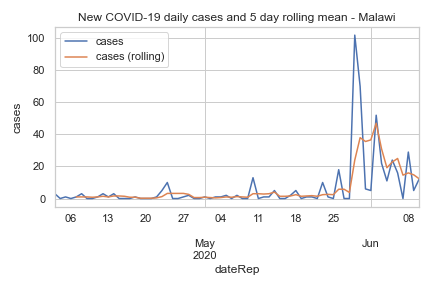 New COVID-19 daily cases and 5 day rolling mean - Malawi
cases
cases (rolling)
100
80
60
40
20
0
cases
06 13 20 27 04 11 18 25 08
May Jun
2020
dateRep